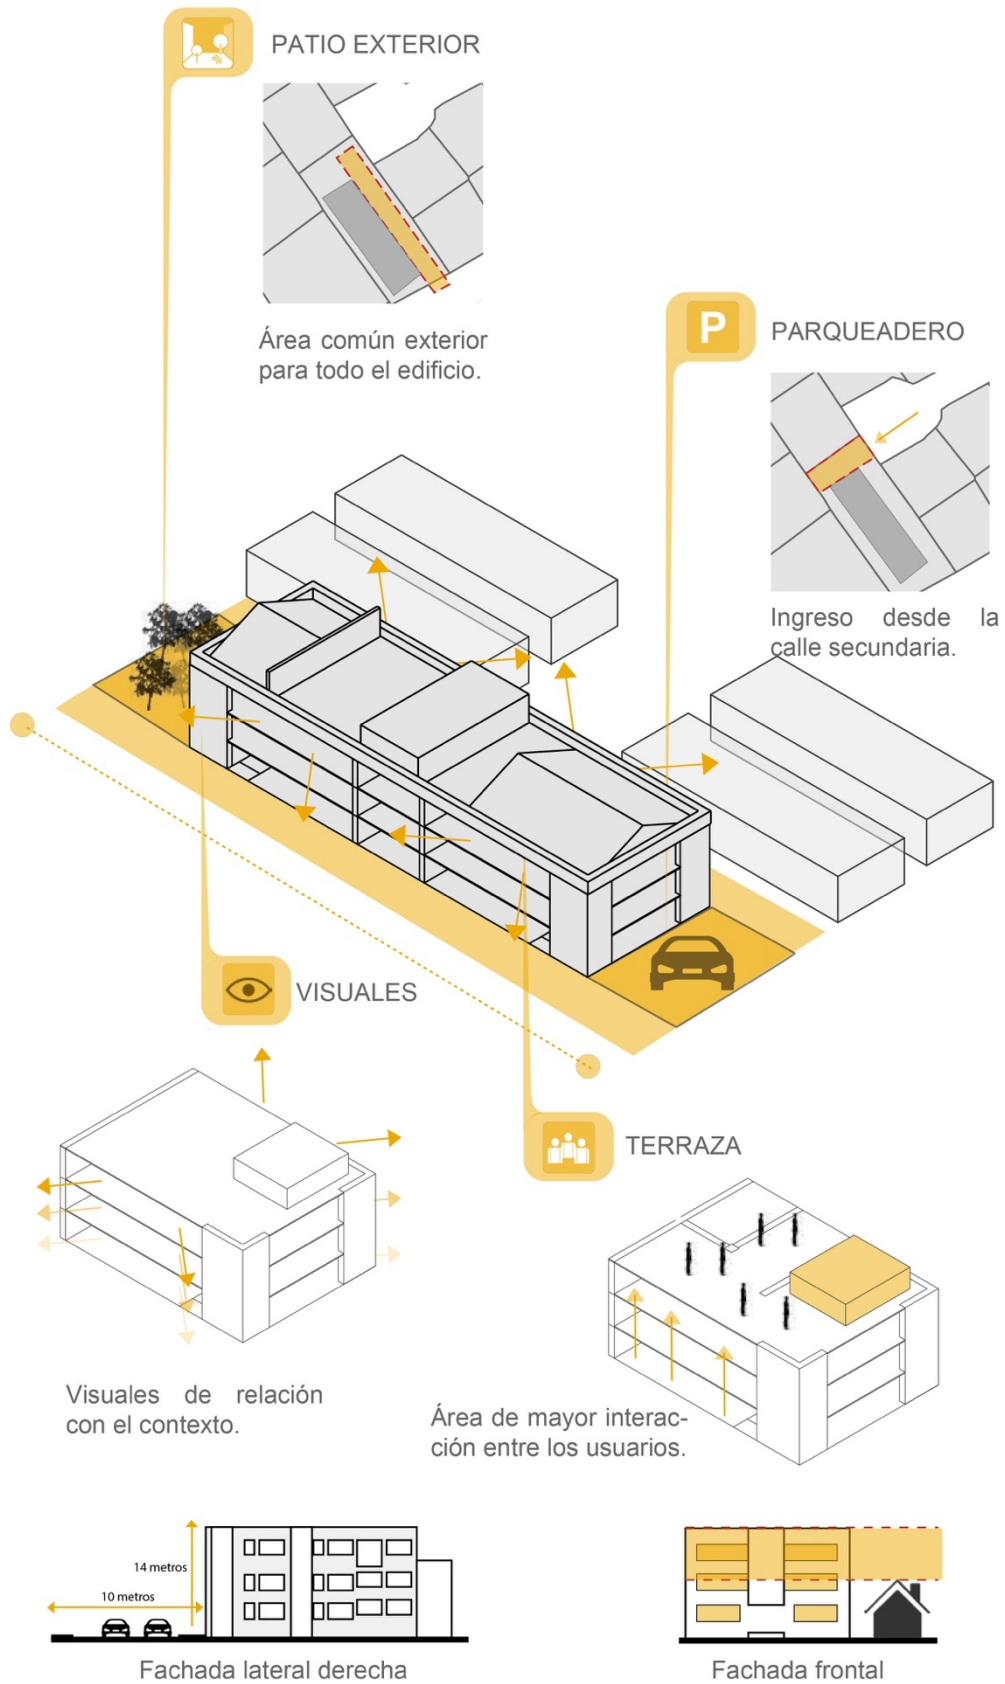 PATIO EXTERIOR
Área común exterior
para todo el edificio.
P
PARQUEADERO
Ingreso desde la
calle secundaria.
VISUALES
TERRAZA
Visuales de relación
con el contexto.
Área de mayor interac-
ción entre los usuarios.
14 metros
10 metros
Fachada lateral derecha
Fachada frontal